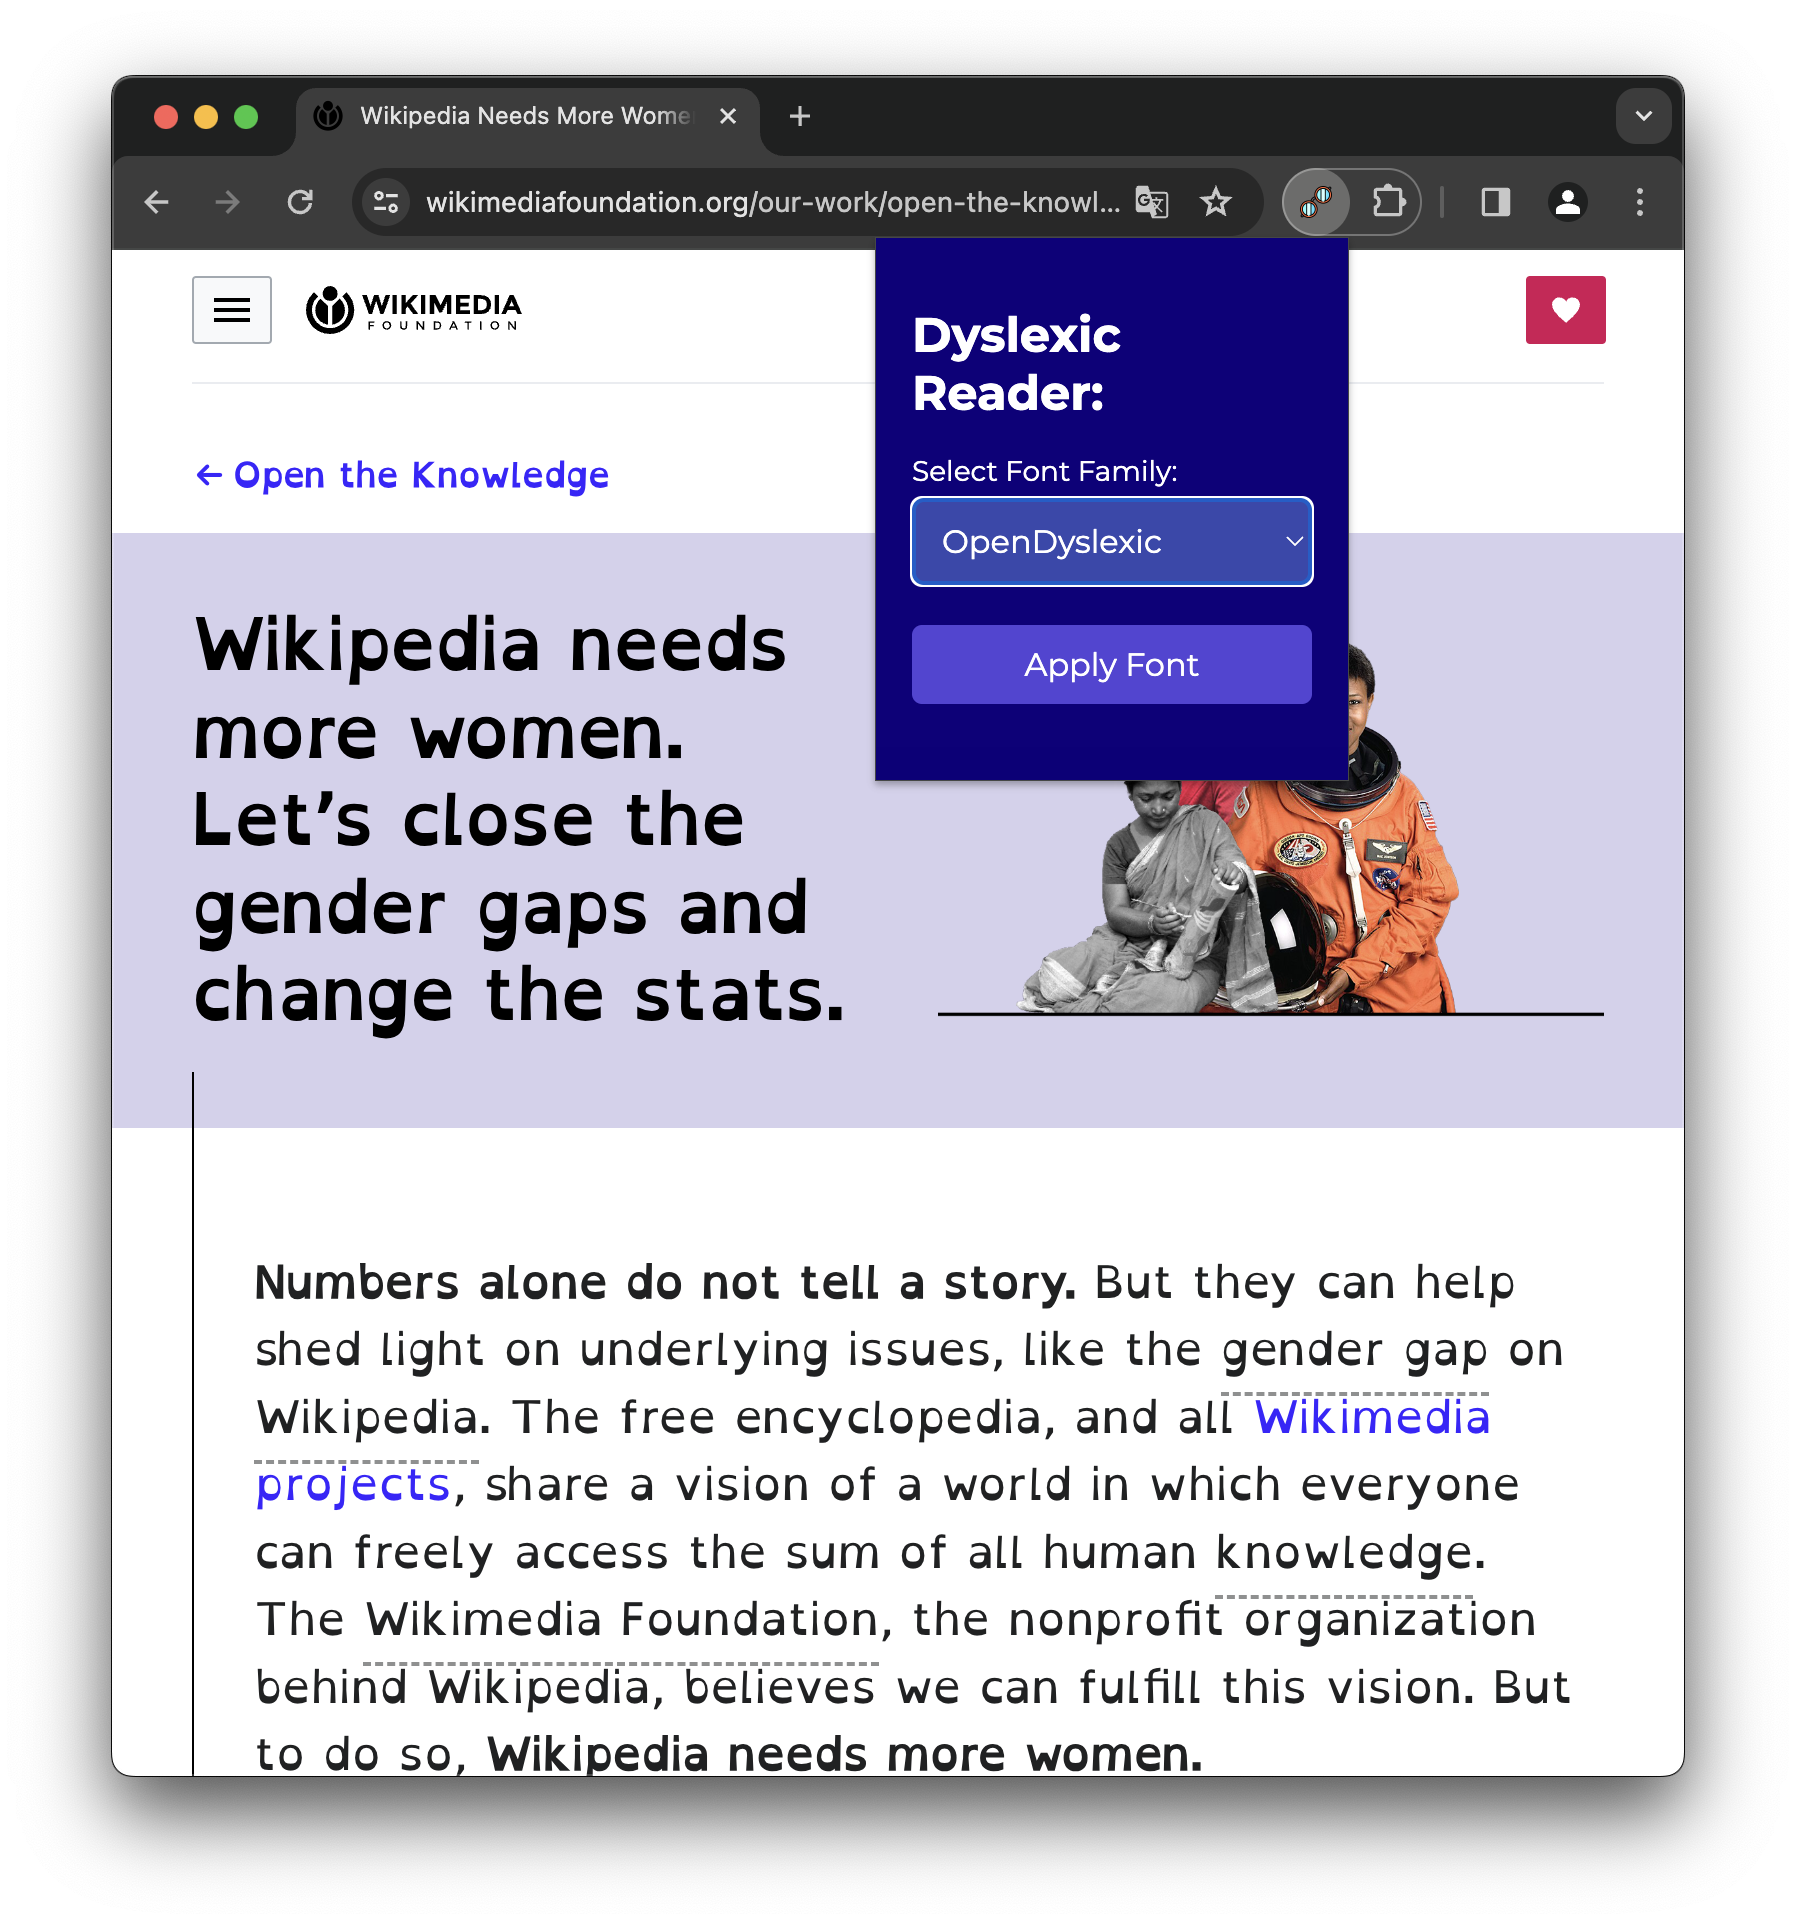 Wikipedia Needs More Wome
wikimediafoundation.org/our-work/open-the-knowl...
WIKIMEDIA
FOUNDATION
Dyslexic
Reader:
Select Font Family:
OpenDyslexic
Apply Font
← Open the Knowledge
Wikipedia needs
more women.
Let’s close the
gender gaps and
change the stats.
Numbers alone do not tell a story. But they can help
shed light on underlying issues, like the gender gap on
Wikipedia. The free encyclopedia, and all Wikimedia
projects, share a vision of a world in which everyone
can freely access the sum of all human knowledge.
The Wikimedia Foundation, the nonprofit organization
behind Wikipedia, believes we can fulfill this vision. But
to do so, Wikipedia needs more women.